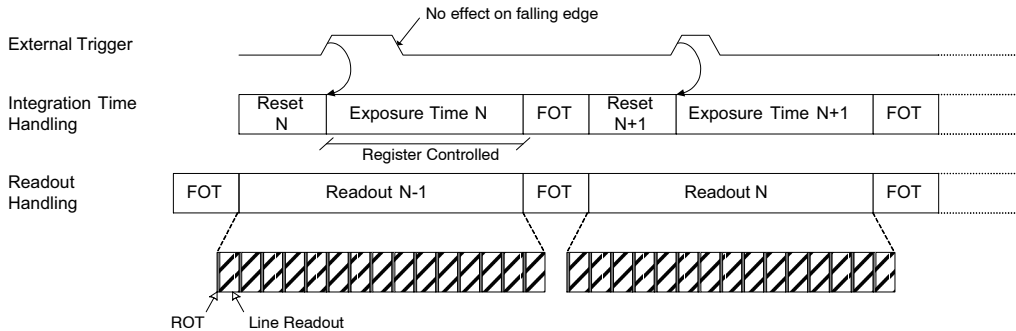 No effect on falling edge
External Trigger
Integration Time
Handling
Reset
N
Exposure Time N
FOT
Reset
N+1
Exposure Time N+1
FOT
Register Controlled
Readout
Handling
FOT
Readout N-1
FOT
Readout N
FOT
ROT
Line Readout